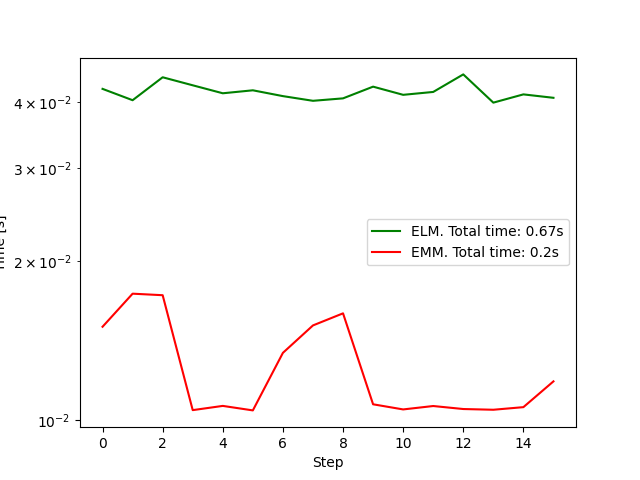 4 × 10⁻²
3 × 10⁻²
2 × 10⁻²
10⁻²
ELM. Total time: 0.67s
EMM. Total time: 0.2s
0 2 4 6 8 10 12 14
Step